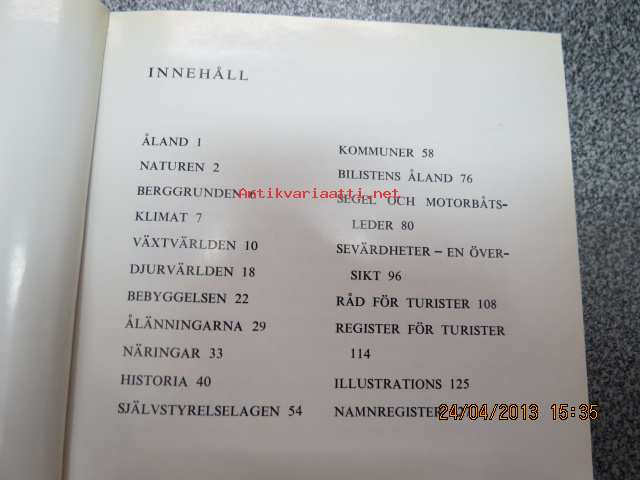 INNEHÅLL
ÅLAND 1
NATUREN 2
BERGGRUNDEN 6
KLIMAT 7
VÄXTVÄRLDEN 10
DJURVÄRLDEN 18
BEBYGGELSEN 22
ÅLÄNNINGARNA 29
NÄRINGAR 33
HISTORIA 40
SJÄLVSTYRELSELAGEN 54
KOMMUNER 58
BILISTENS ÅLAND 76
SEGEL OCH MOTORBÅTS-
LEDER 80
SEVÄRDHETER – EN ÖVER-
SIKT 96
RÅD FÖR TURISTER 108
REGISTER FÖR TURISTER
114
ILLUSTRATIONS 125
NAMNREGISTER
Antikvariaatti.net
24/04/2013 15:35